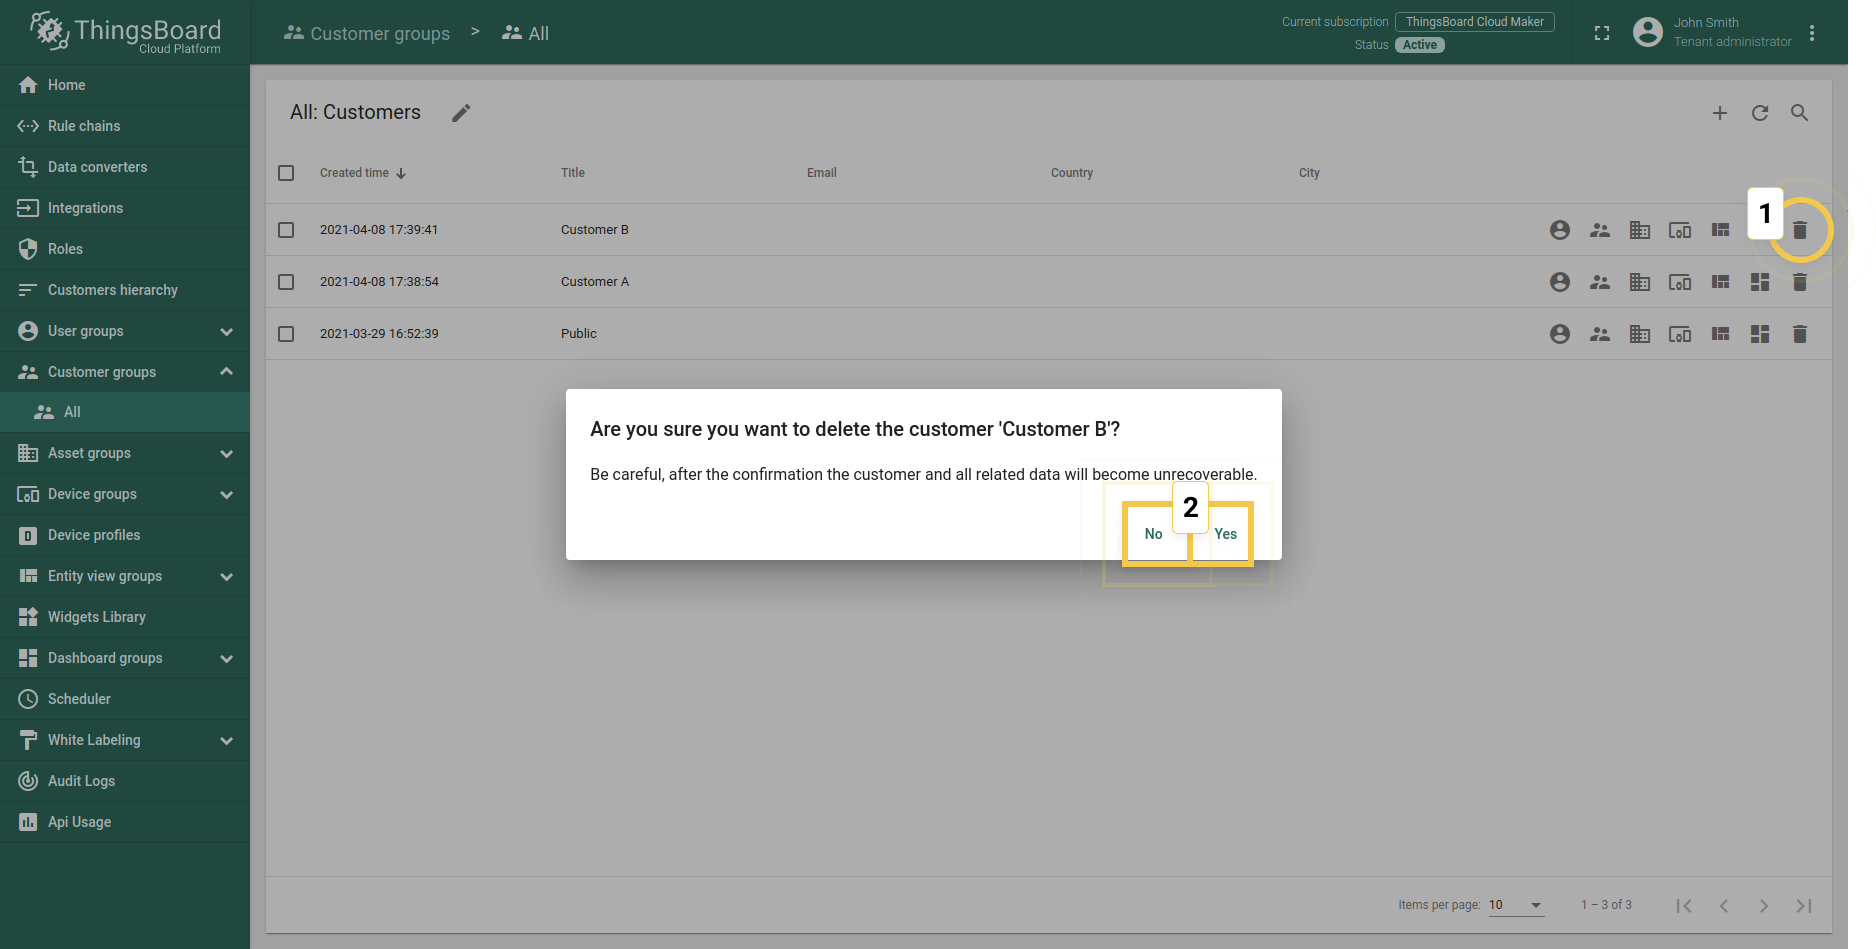 ThingsBoard
Cloud Platform
Customer groups > All
Current subscription ThingsBoard Cloud Maker
Status Active
John Smith
Tenant administrator
Home
Rule chains
Data converters
Integrations
Roles
Customers hierarchy
User groups
Customer groups
All
Asset groups
Device groups
Device profiles
Entity view groups
Widgets Library
Dashboard groups
Scheduler
White Labeling
Audit Logs
Api Usage
All: Customers
Created time Title Email Country City
2021-04-08 17:39:41 Customer B
1
2021-04-08 17:38:54 Customer A
2021-03-29 16:52:39 Public
Are you sure you want to delete the customer 'Customer B'?
Be careful, after the confirmation the customer and all related data will become unrecoverable.
2
No Yes
Items per page: 10 1 – 3 of 3